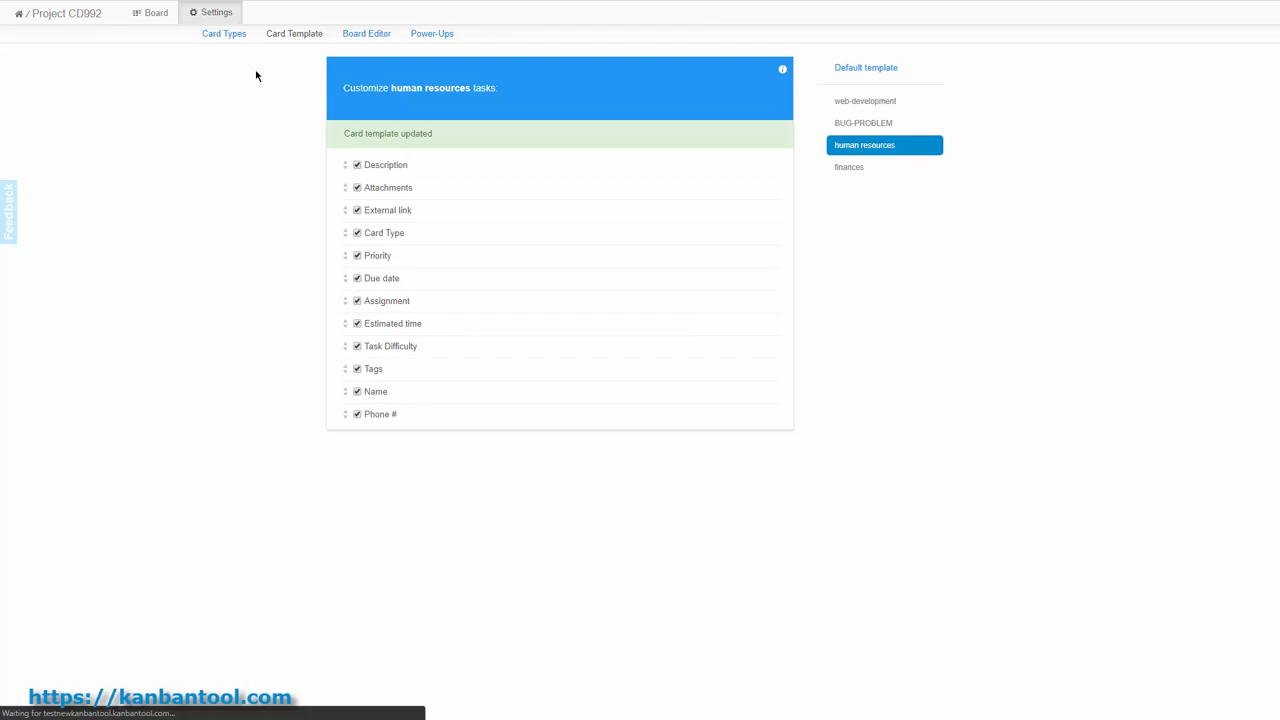 / Project CD992
Board
Settings
Card Types
Card Template
Board Editor
Power-Ups
Customize human resources tasks:
Card template updated
Description
Attachments
External link
Card Type
Priority
Due date
Assignment
Estimated time
Task Difficulty
Tags
Name
Phone #
Default template
web-development
BUG-PROBLEM
human resources
finances
Feedback
https://kanbantool.com
Waiting for testnewkanbantool.kanbantool.com...